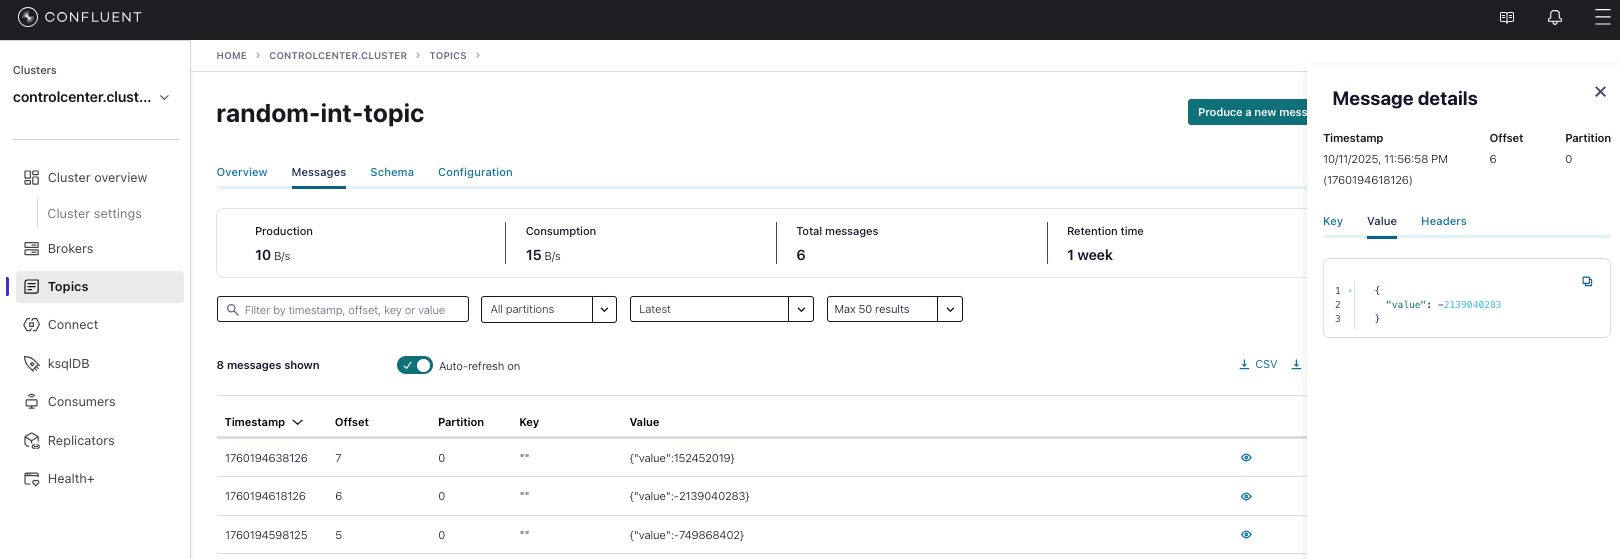 CONFLUENT
Clusters
controlcenter.clust...
Cluster overview
Cluster settings
Brokers
Topics
Connect
ksqlDB
Consumers
Replicators
Health+
HOME > CONTROLCENTER.CLUSTER > TOPICS >
random-int-topic
Produce a new mess
Overview Messages Schema Configuration
Production Consumption Total messages Retention time
10 B/s 15 B/s 6 1 week
Filter by timestamp, offset, key or value All partitions Latest Max 50 results
8 messages shown Auto-refresh on CSV
Timestamp Offset Partition Key Value
1760194638126 7 0 "" {"value":152452019}
1760194618126 6 0 "" {"value":-2139040283}
1760194598125 5 0 "" {"value":-749868402}
Message details
Timestamp Offset Partition
10/11/2025, 11:56:58 PM 6 0
(1760194618126)
Key Value Headers
1 {
2 "value": -2139040283
3 }